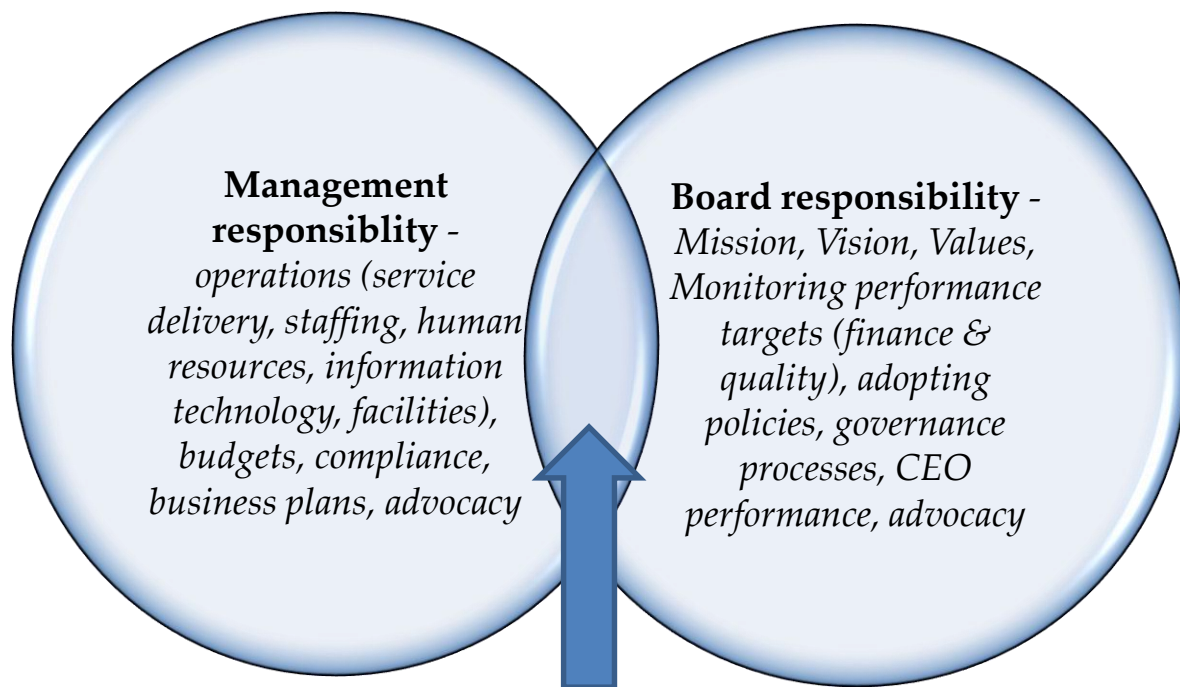 Management
responsiblity -
operations (service
delivery, staffing, human
resources, information
technology, facilities),
budgets, compliance,
business plans, advocacy
Board responsibility -
Mission, Vision, Values,
Monitoring performance
targets (finance &
quality), adopting
policies, governance
processes, CEO
performance, advocacy